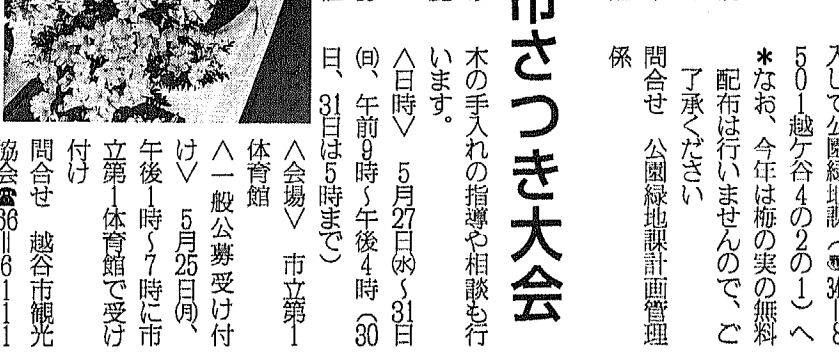 入して公園緑地課(〒34318
501越ケ谷4の2の1)へ
*なお、今年は梅の実の無料
配布は行いませんので、ご
了承ください
問合せ 公園緑地課計画管理
係
市さつき大会
木の手入れの指導や相談も行
います。
〈日時〉 5月27日(水)〜31日
(日)、午前9時〜午後4時(30
日、31日は5時まで)
〈会場〉 市立第1
体育館
〈一般公募受け付
け〉 5月25日(月)、
午後1時〜7時に市
立第1体育館で受け
付け
問合せ 越谷市観光
協会☎66=6111